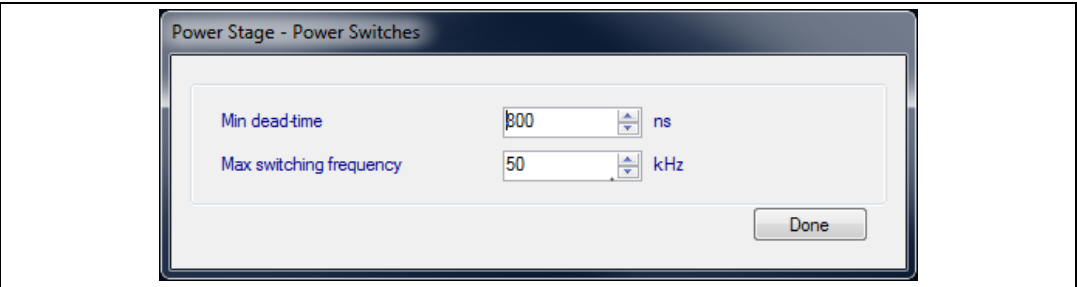 Power Stage - Power Switches
Min dead-time 800 ns
Max switching frequency 50 kHz
Done